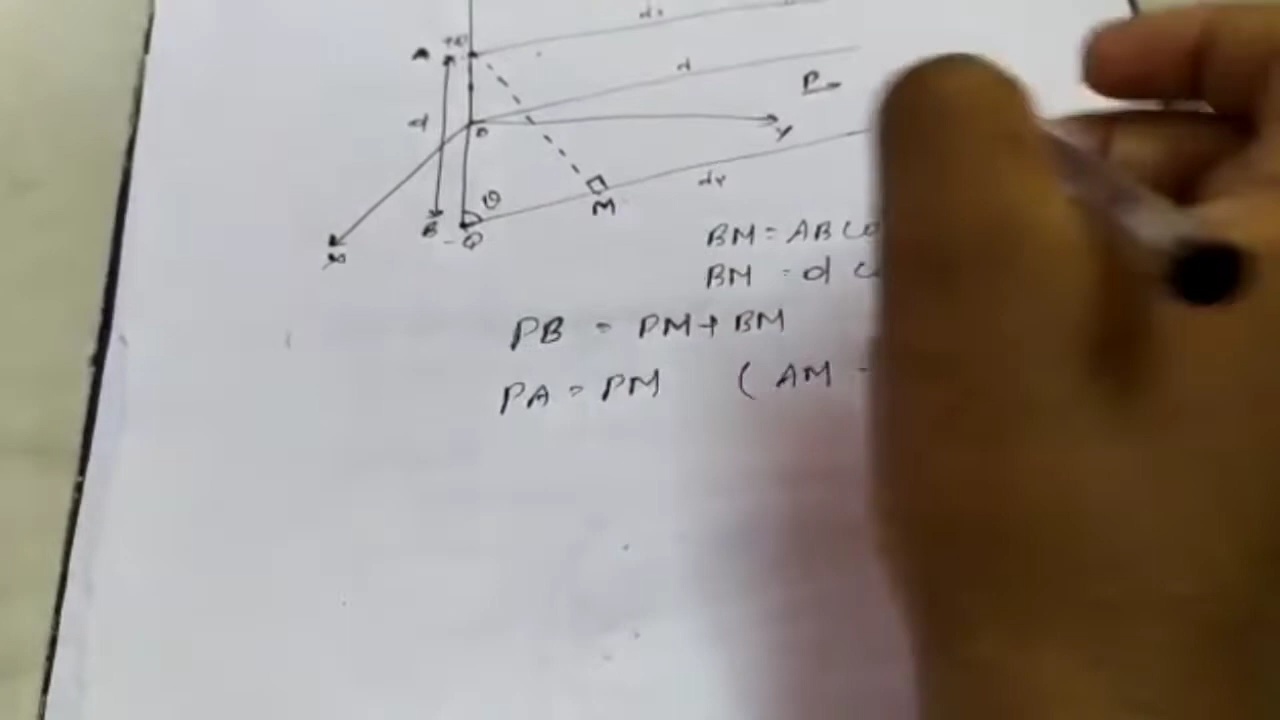 A +Q
d
O
y
P
B -Q
θ
M
x
BM = AB
BM = d
PB = PM + BM
PA = PM ( AM